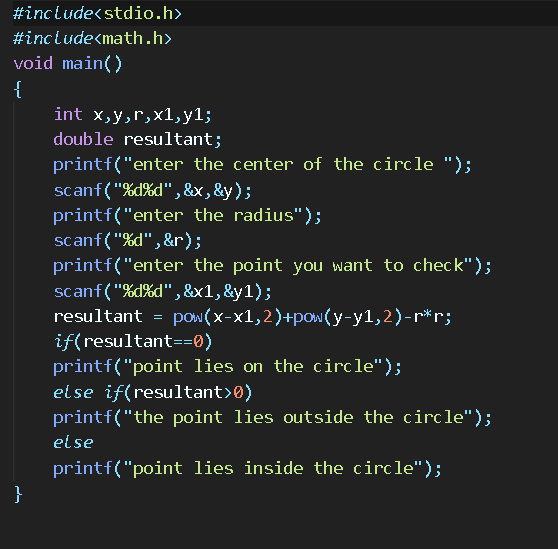 #include<stdio.h>
#include<math.h>
void main()
{
    int x,y,r,x1,y1;
    double resultant;
    printf("enter the center of the circle ");
    scanf("%d%d",&x,&y);
    printf("enter the radius");
    scanf("%d",&r);
    printf("enter the point you want to check");
    scanf("%d%d",&x1,&y1);
    resultant = pow(x-x1,2)+pow(y-y1,2)-r*r;
    if(resultant==0)
    printf("point lies on the circle");
    else if(resultant>0)
    printf("the point lies outside the circle");
    else
    printf("point lies inside the circle");
}